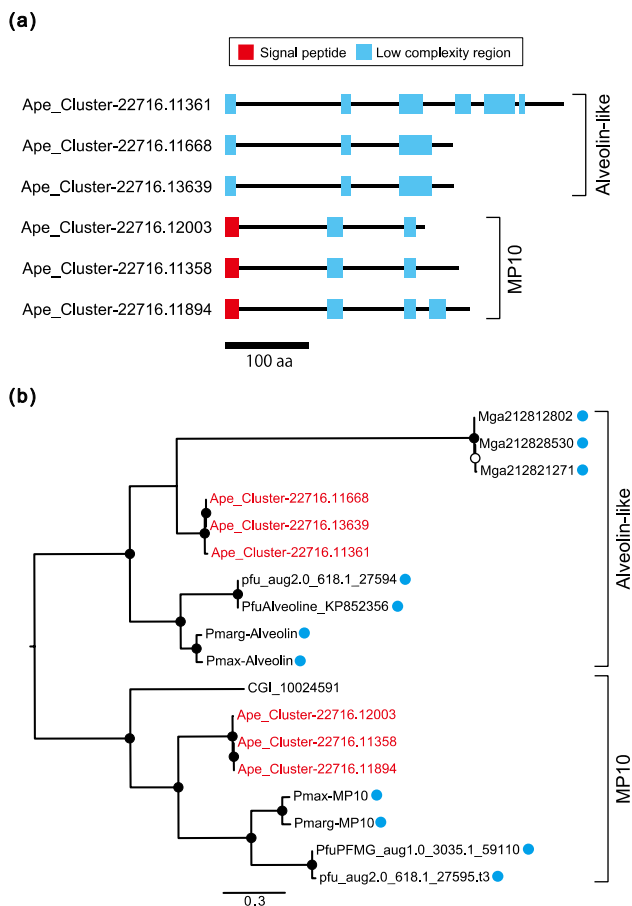 (a)
Signal peptide Low complexity region
Ape_Cluster-22716.11361
Ape_Cluster-22716.11668
Ape_Cluster-22716.13639
Alveolin-like
Ape_Cluster-22716.12003
Ape_Cluster-22716.11358
Ape_Cluster-22716.11894
MP10
100 aa
(b)
Mga212812802
Mga212828530
Mga212821271
Ape_Cluster-22716.11668
Ape_Cluster-22716.13639
Ape_Cluster-22716.11361
pfu_aug2.0_618.1_27594
PfuAlveoline_KP852356
Pmarg-Alveolin
Pmax-Alveolin
Alveolin-like
CGI_10024591
Ape_Cluster-22716.12003
Ape_Cluster-22716.11358
Ape_Cluster-22716.11894
Pmax-MP10
Pmarg-MP10
PfuPFMG_aug1.0_3035.1_59110
pfu_aug2.0_618.1_27595.t3
MP10
0.3